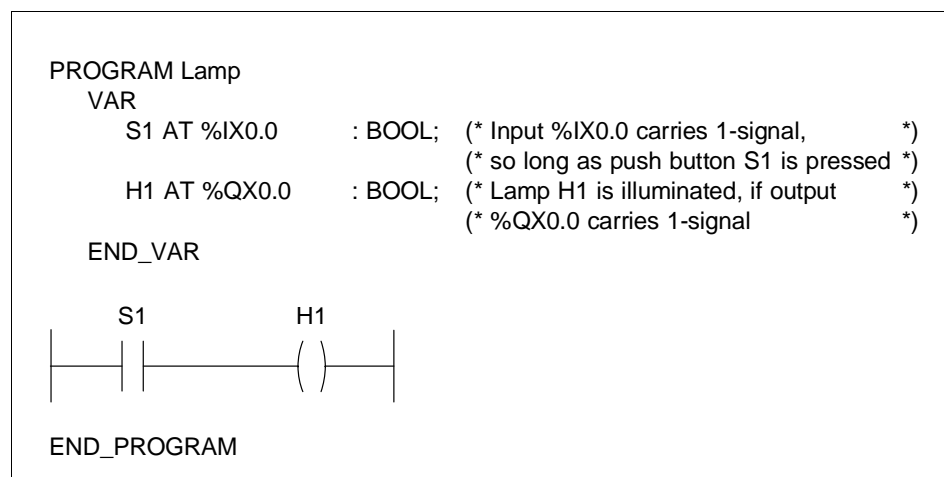 PROGRAM Lamp
VAR
S1 AT %IX0.0 : BOOL; (* Input %IX0.0 carries 1-signal, *)
(* so long as push button S1 is pressed *)
H1 AT %QX0.0 : BOOL; (* Lamp H1 is illuminated, if output *)
(* %QX0.0 carries 1-signal *)
END_VAR
S1 H1
END_PROGRAM